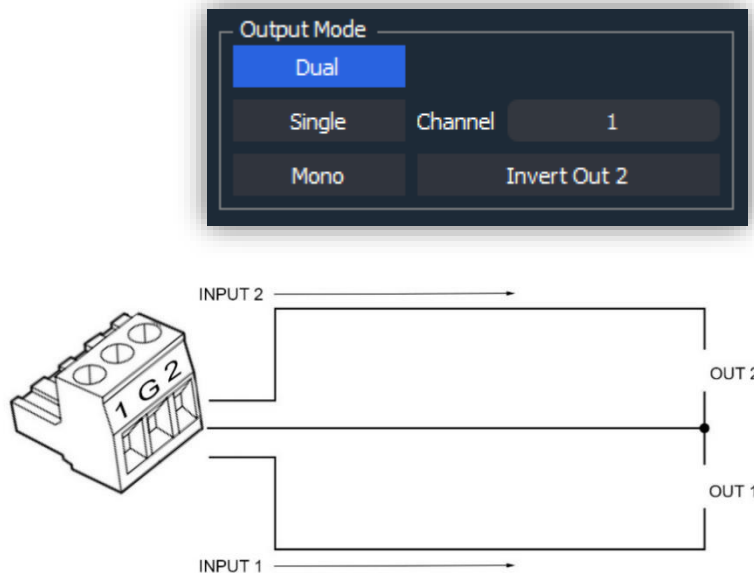 Output Mode
Dual
Single Channel 1
Mono Invert Out 2
INPUT 2
1 G 2
OUT 2
OUT 1
INPUT 1